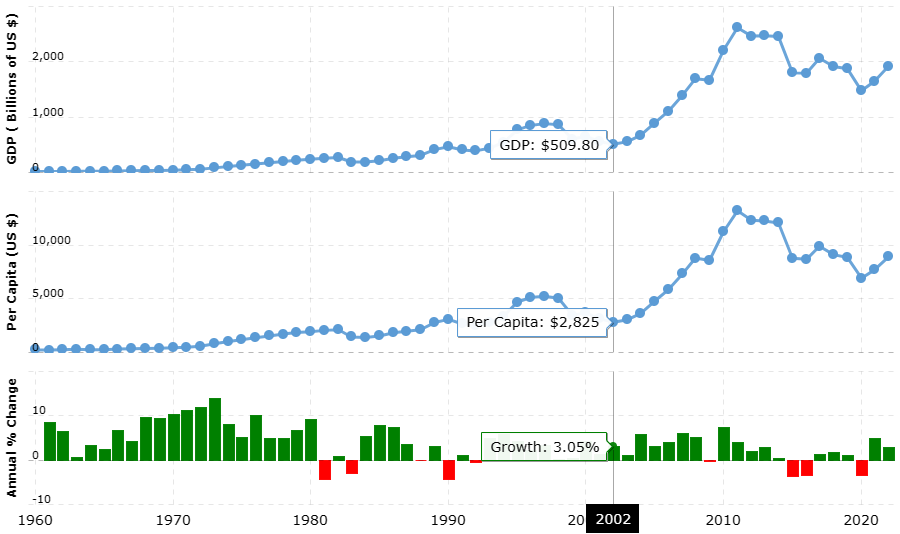 GDP ( Billions of US $)
2,000
1,000
0
GDP: $509.80
Per Capita (US $)
10,000
5,000
0
Per Capita: $2,825
Annual % Change
10
0
-10
Growth: 3.05%
1960 1970 1980 1990 2002 2010 2020